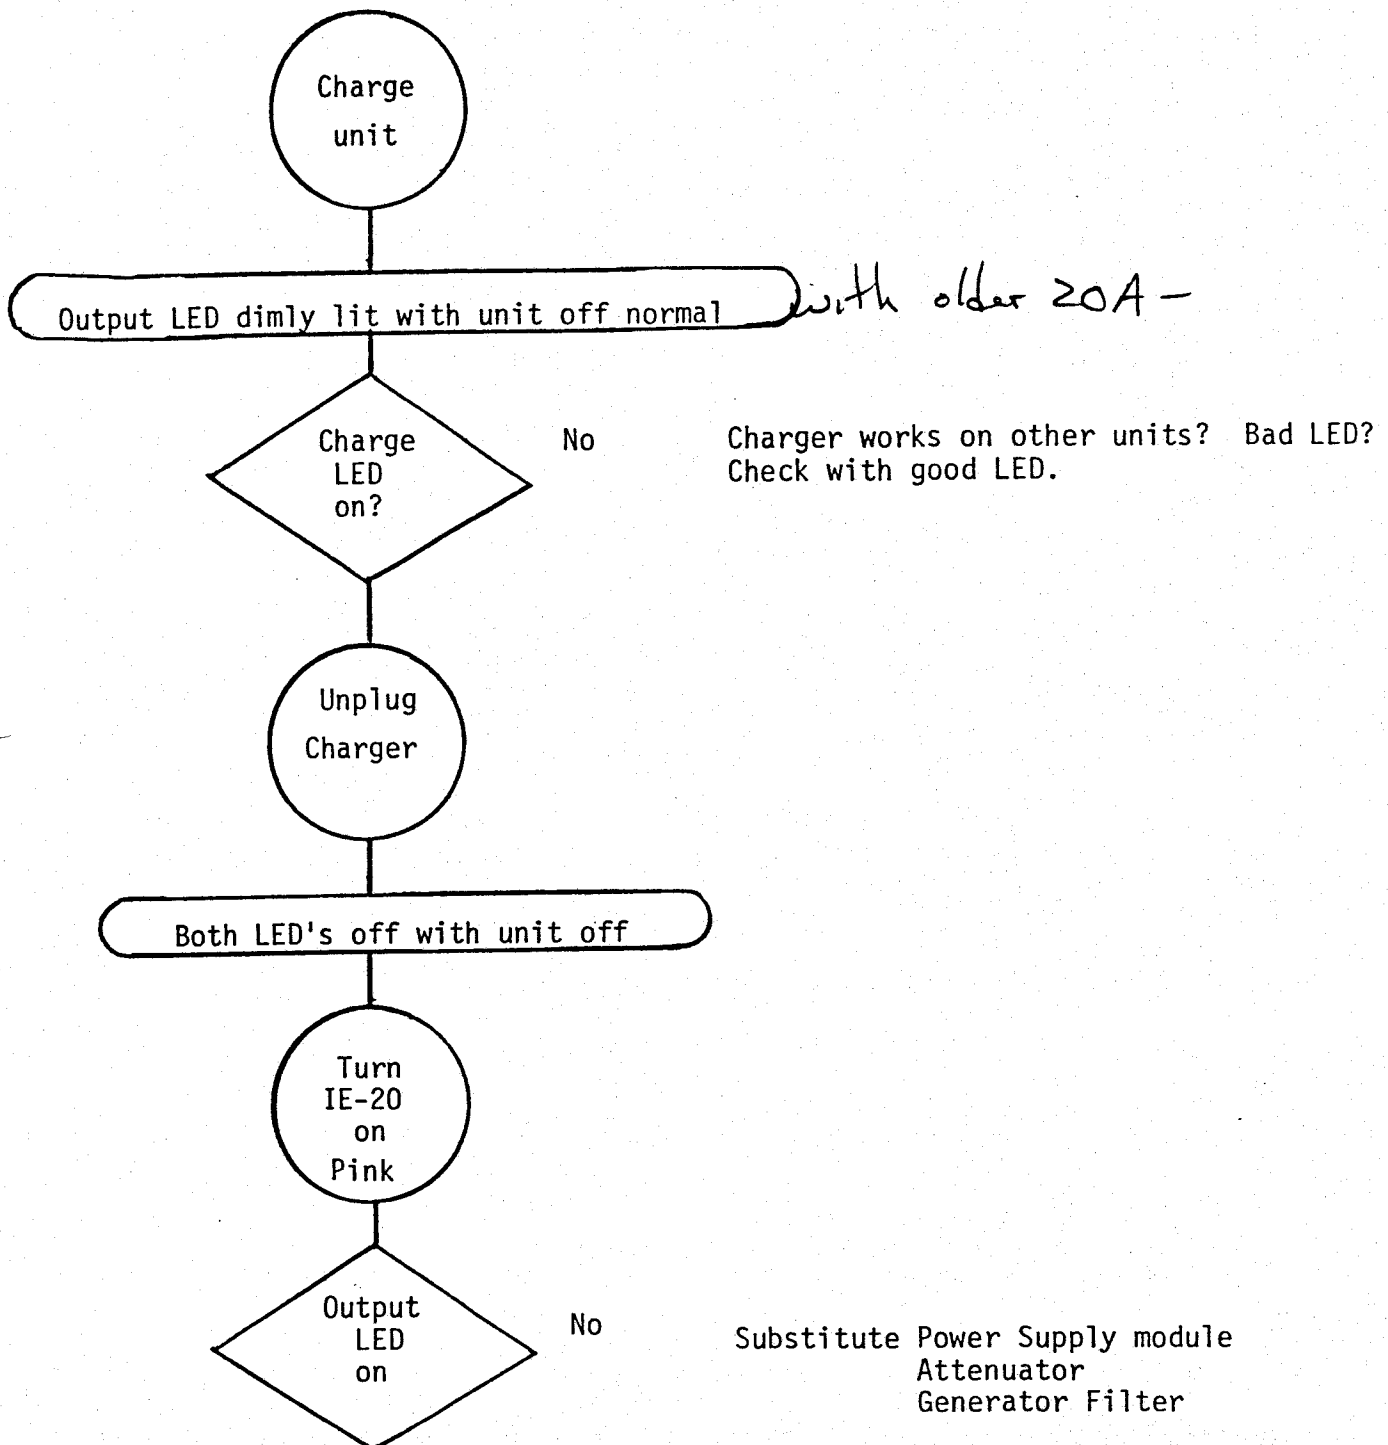 Charge
unit
Output LED dimly lit with unit off normal with older 20A -
Charge
LED
on?
No
Charger works on other units? Bad LED?
Check with good LED.
Unplug
Charger
Both LED's off with unit off
Turn
IE-20
on
Pink
Output
LED
on
No
Substitute Power Supply module
Attenuator
Generator Filter